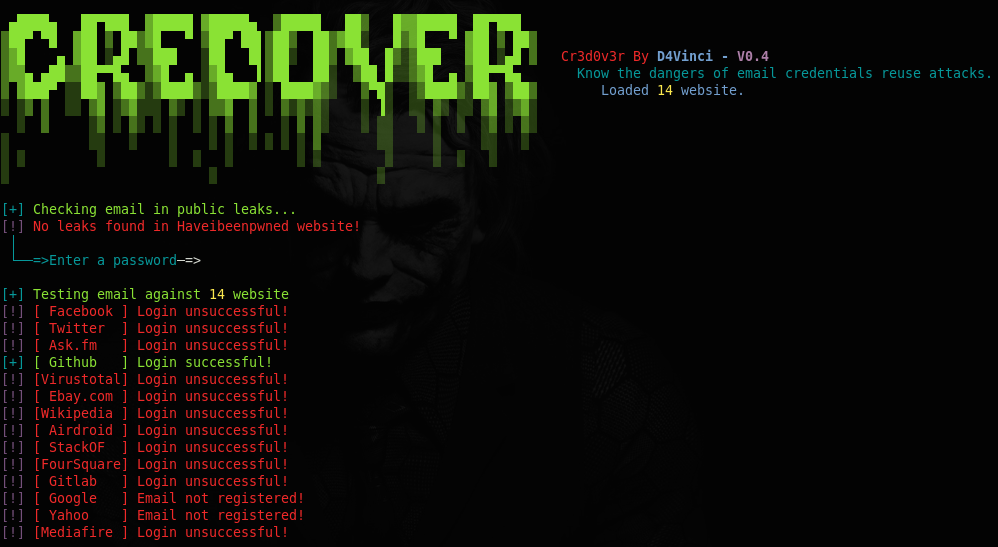 CRED0VER
Cr3d0v3r By D4Vinci - V0.4
Know the dangers of email credentials reuse attacks.
Loaded 14 website.
[+] Checking email in public leaks...
[!] No leaks found in Haveibeenpwned website!
└──=>Enter a password─=>
[+] Testing email against 14 website
[!] [ Facebook ] Login unsuccessful!
[!] [ Twitter ] Login unsuccessful!
[!] [ Ask.fm ] Login unsuccessful!
[+] [ Github ] Login successful!
[!] [Virustotal] Login unsuccessful!
[!] [ Ebay.com ] Login unsuccessful!
[!] [Wikipedia ] Login unsuccessful!
[!] [ Airdroid ] Login unsuccessful!
[!] [ StackOF ] Login unsuccessful!
[!] [FourSquare] Login unsuccessful!
[!] [ Gitlab ] Login unsuccessful!
[!] [ Google ] Email not registered!
[!] [ Yahoo ] Email not registered!
[!] [Mediafire ] Login unsuccessful!